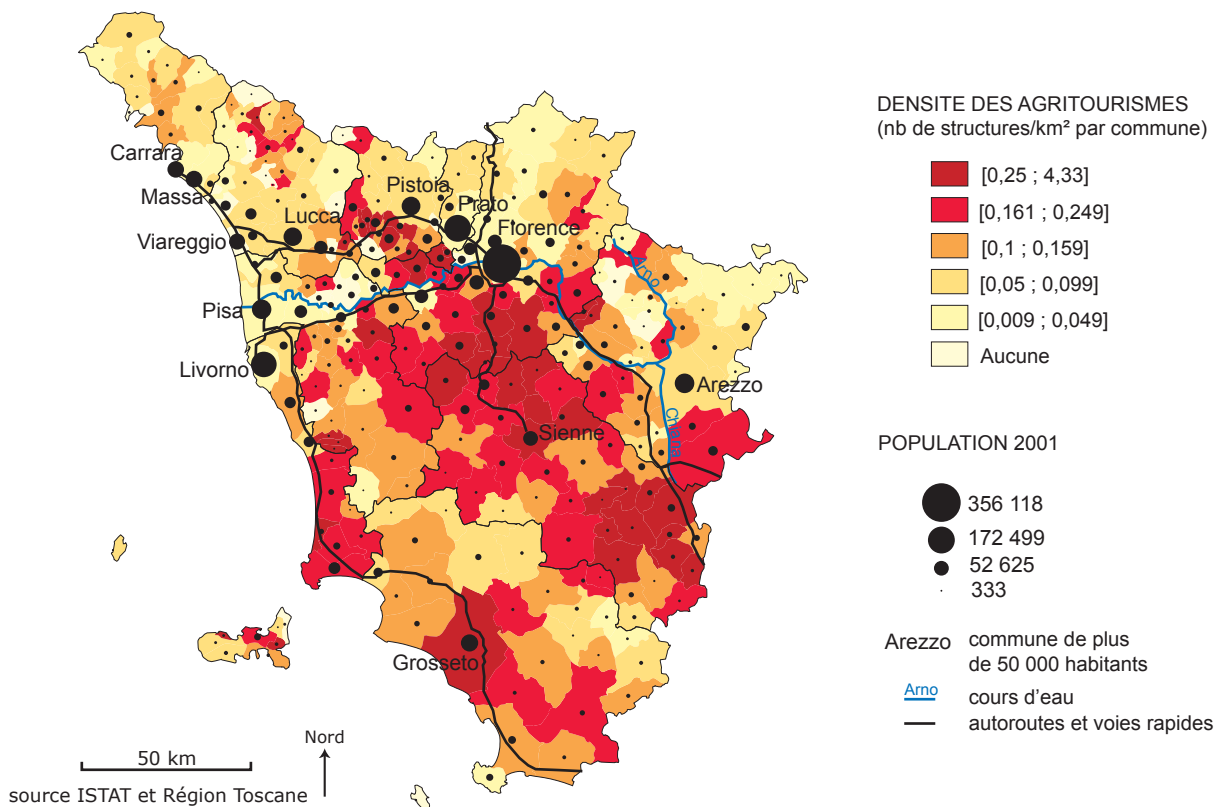 Carrara
Massa
Viareggio
Lucca
Pistoia
Prato
Florence
Pisa
Livorno
Arno
Arezzo
Chiana
Sienne
Grosseto
Nord
50 km
source ISTAT et Région Toscane
DENSITE DES AGRITOURISMES
(nb de structures/km² par commune)
[0,25 ; 4,33]
[0,161 ; 0,249]
[0,1 ; 0,159]
[0,05 ; 0,099]
[0,009 ; 0,049]
Aucune
POPULATION 2001
356 118
172 499
52 625
333
Arezzo commune de plus
de 50 000 habitants
Arno cours d'eau
autoroutes et voies rapides